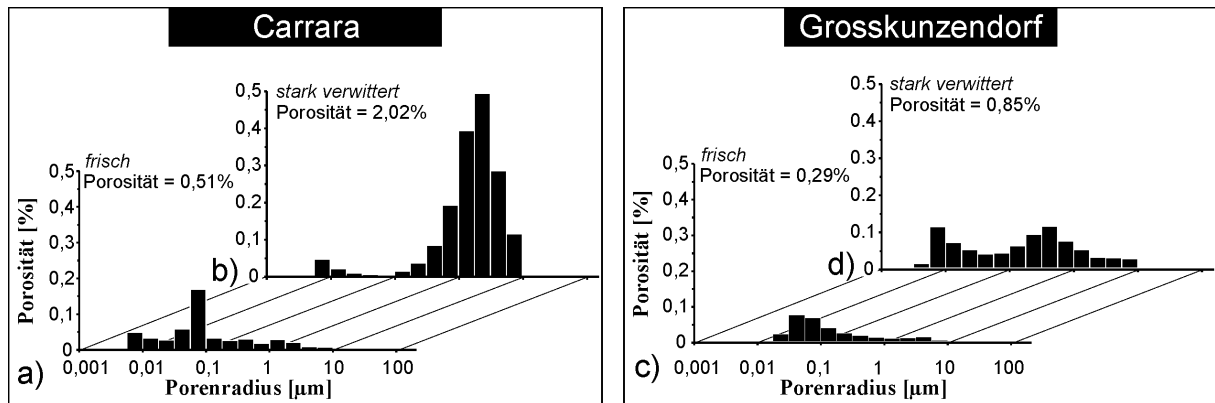 Carrara
stark verwittert
Porosität = 2,02%
0,5
0,4
0,3
0,2
0,1
0
b)
frisch
Porosität = 0,51%
0,5
0,4
0,3
0,2
0,1
0
Porosität [%]
a)
0,001 0,01 0,1 1 10 100
Porenradius [µm]
Grosskunzendorf
stark verwittert
Porosität = 0,85%
0,5
0,4
0,3
0,2
0,1
0
d)
frisch
Porosität = 0,29%
0,5
0,4
0,3
0,2
0,1
0
Porosität [%]
c)
0,001 0,01 0,1 1 10 100
Porenradius [µm]